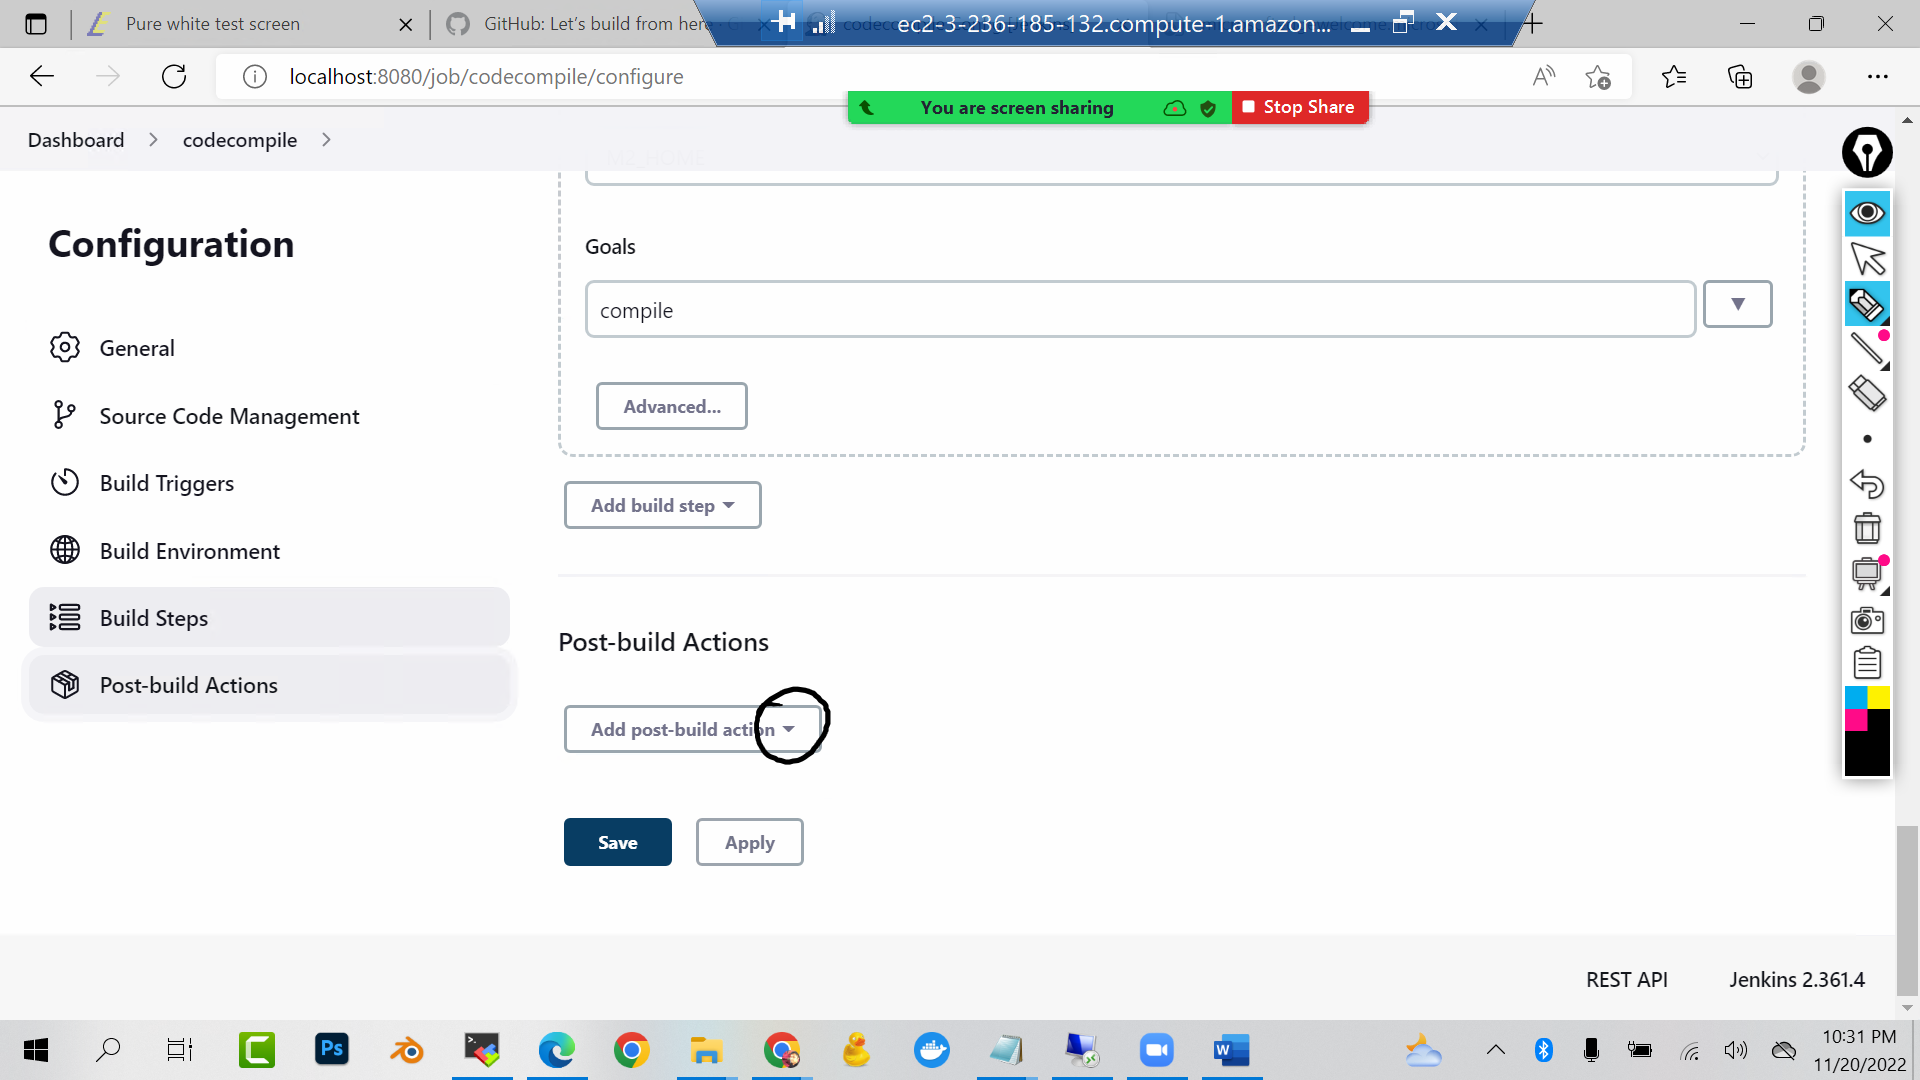 Pure white test screen
GitHub: Let's build from here · G
ec2-3-236-185-132.compute-1.amazon...
localhost:8080/job/codecompile/configure
You are screen sharing
Stop Share
Dashboard
codecompile
M2_HOME
Configuration
General
Source Code Management
Build Triggers
Build Environment
Build Steps
Post-build Actions
Goals
compile
Advanced...
Add build step
Post-build Actions
Add post-build action
Save
Apply
REST API
Jenkins 2.361.4
10:31 PM
11/20/2022